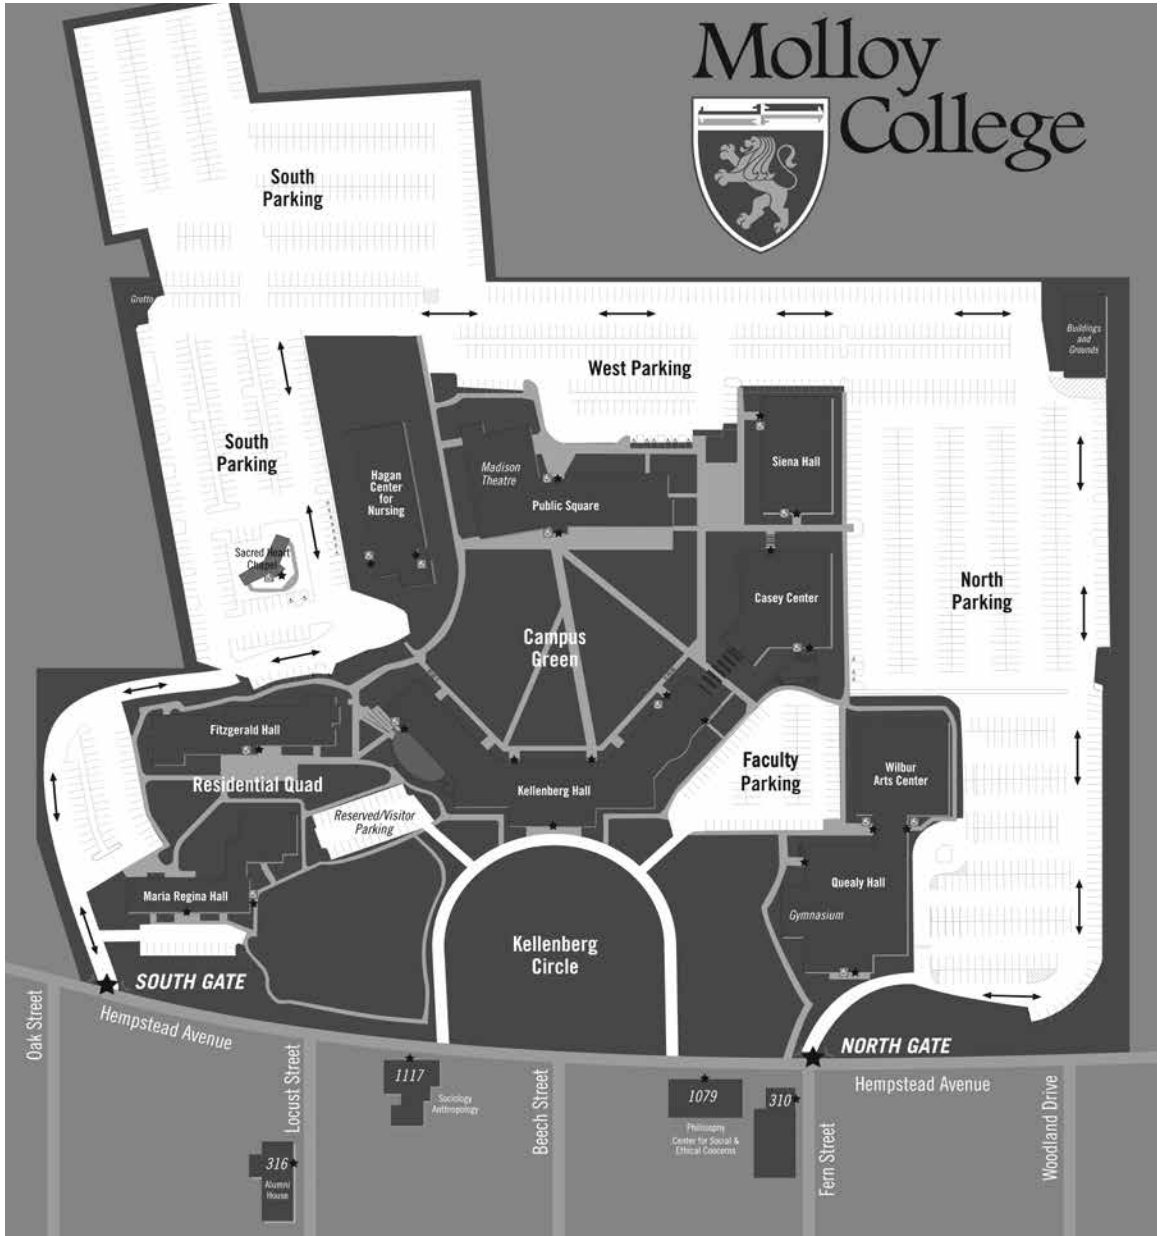 Molloy
College
South
Parking
Grotto
Buildings
and
Grounds
West Parking
South
Parking
Hagan
Center
for
Nursing
Madison
Theatre
Public Square
Siena Hall
Sacred Heart
Chapel
North
Parking
Casey Center
Campus
Green
Fitzgerald Hall
Residential Quad
Reserved/Visitor
Parking
Kellenberg Hall
Faculty
Parking
Wilbur
Arts Center
Maria Regina Hall
Quealy Hall
Gymnasium
Kellenberg
Circle
SOUTH GATE
NORTH GATE
Hempstead Avenue
Hempstead Avenue
Oak Street
Locust Street
Beech Street
Fern Street
Woodland Drive
1117
Sociology
Anthropology
1079
Philosophy
Center for Social &
Ethical Concerns
310
316
Alumni
House